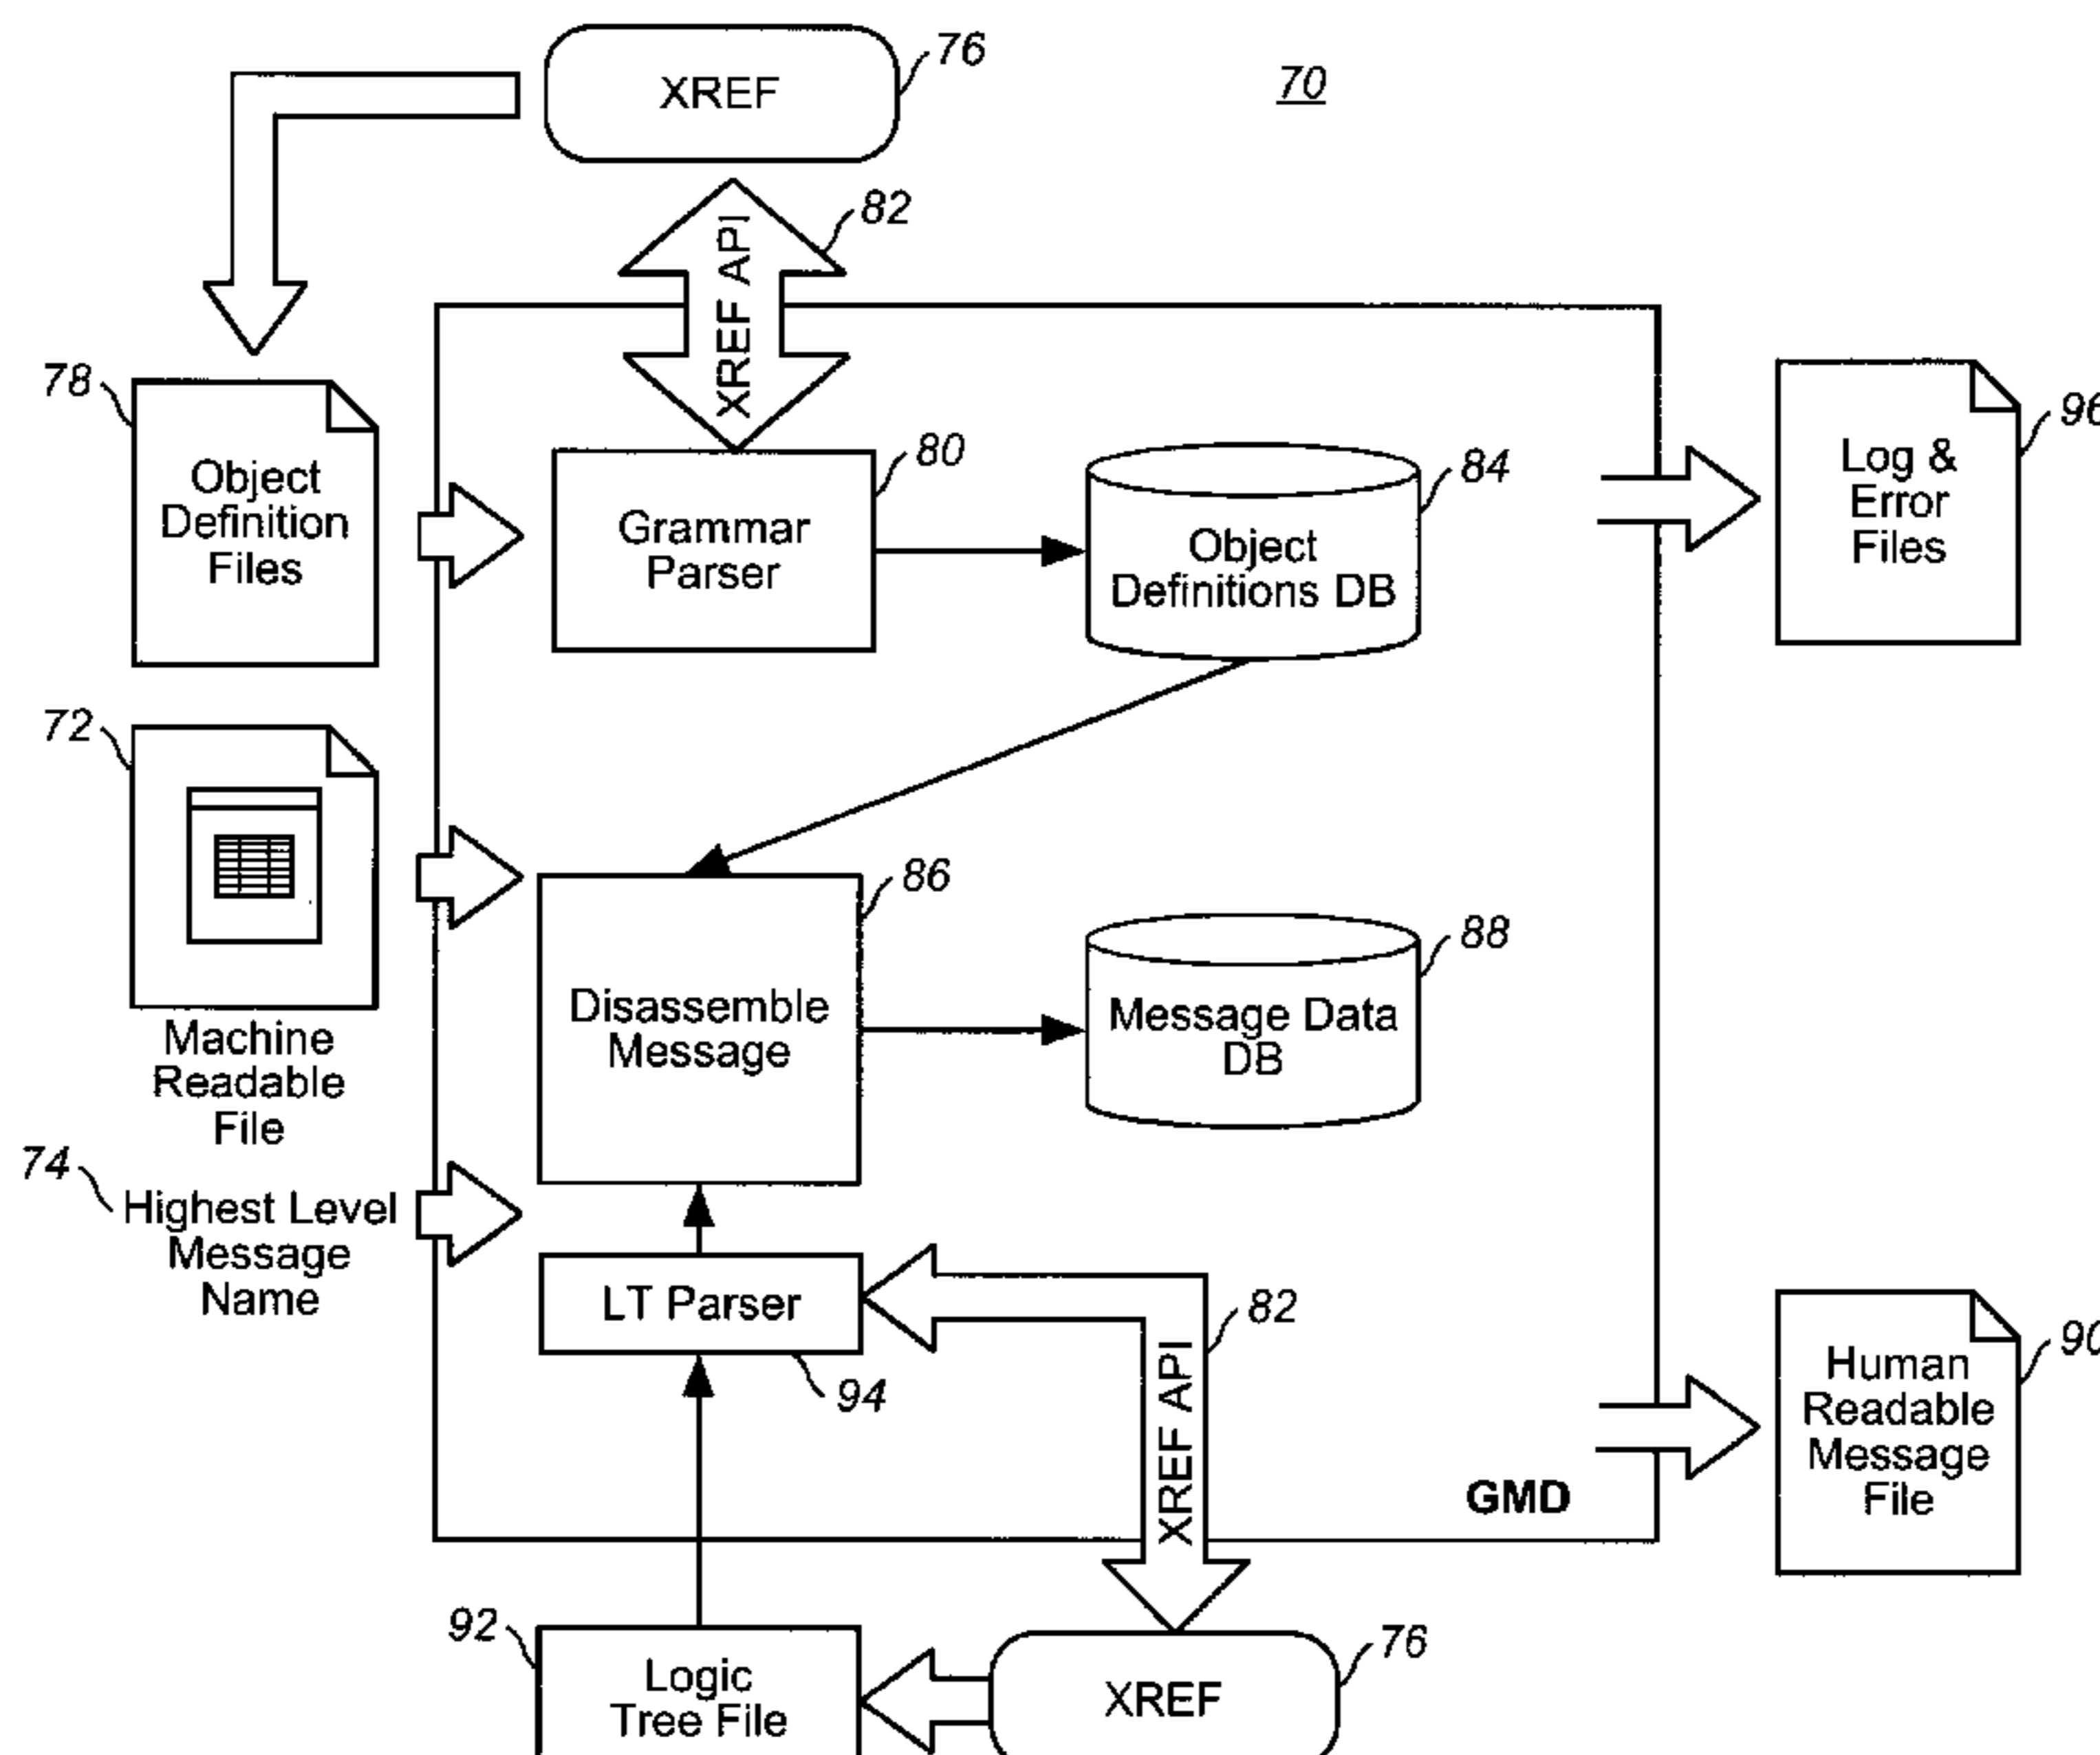 XREF
76
70
82
XREF API
78
Object
Definition
Files
80
Grammar
Parser
84
Object
Definitions DB
96
Log &
Error
Files
72
Machine
Readable
File
86
Disassemble
Message
88
Message Data
DB
74
Highest Level
Message
Name
LT Parser
94
82
XREF API
90
Human
Readable
Message
File
GMD
92
Logic
Tree File
XREF
76